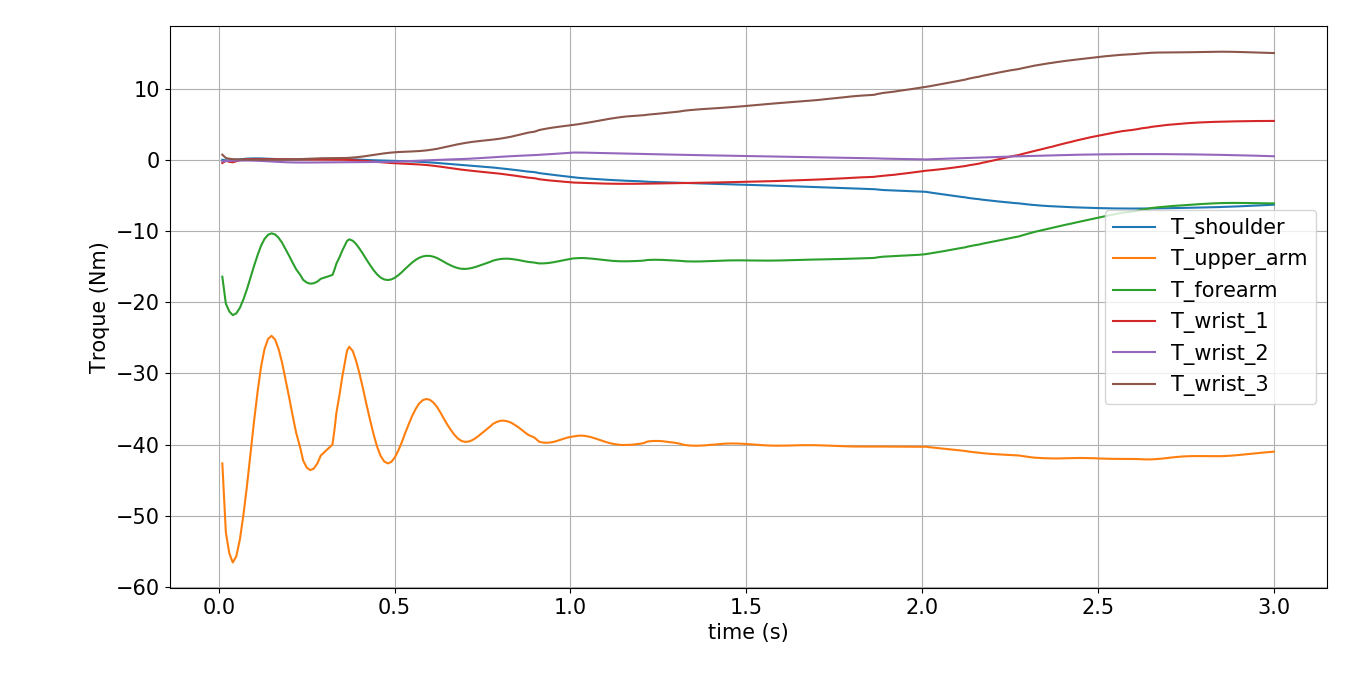 10
0
−10
−20
−30
−40
−50
−60
Troque (Nm)
0.0 0.5 1.0 1.5 2.0 2.5 3.0
time (s)
T_shoulder
T_upper_arm
T_forearm
T_wrist_1
T_wrist_2
T_wrist_3